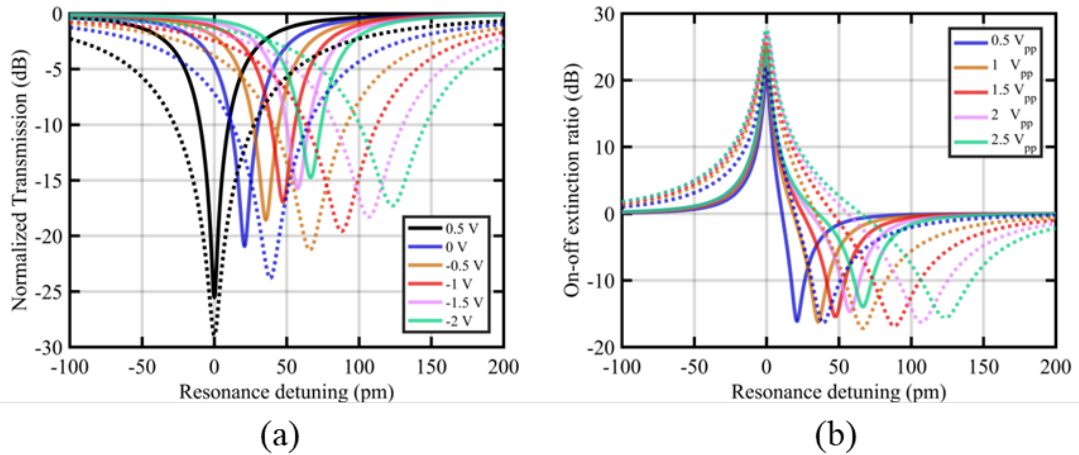 Normalized Transmission (dB)
0
-5
-10
-15
-20
-25
-30
-100
-50
0
50
100
150
200
Resonance detuning (pm)
0.5 V
0 V
-0.5 V
-1 V
-1.5 V
-2 V
(a)
On-off extinction ratio (dB)
30
20
10
0
-10
-20
-100
-50
0
50
100
150
200
Resonance detuning (pm)
0.5 Vpp
1 Vpp
1.5 Vpp
2 Vpp
2.5 Vpp
(b)